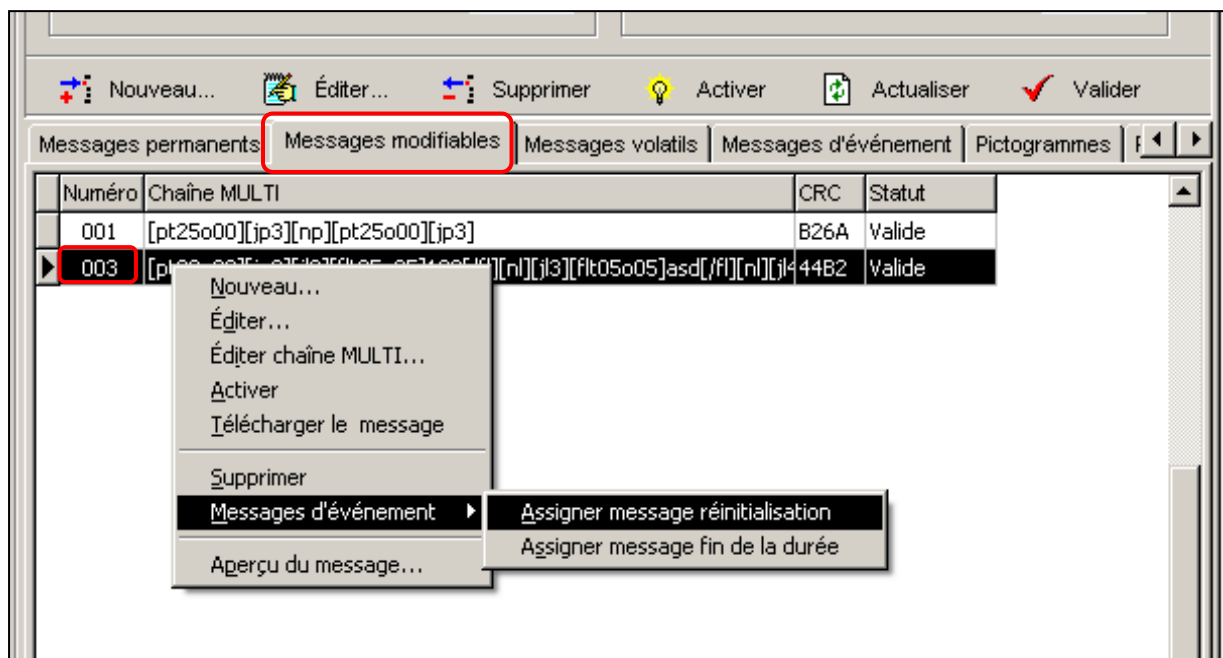 Nouveau... Éditer... Supprimer Activer Actualiser Valider
Messages permanents Messages modifiables Messages volatils Messages d'événement Pictogrammes
Numéro Chaîne MULTI CRC Statut
001 [pt25o00][jp3][np][pt25o00][jp3] B26A Valide
003 [nl][jl3][flt05o05]asd[/fl][nl][jl4 44B2 Valide
Nouveau...
Éditer...
Éditer chaîne MULTI...
Activer
Télécharger le message
Supprimer
Messages d'événement Assigner message réinitialisation
Assigner message fin de la durée
Aperçu du message...